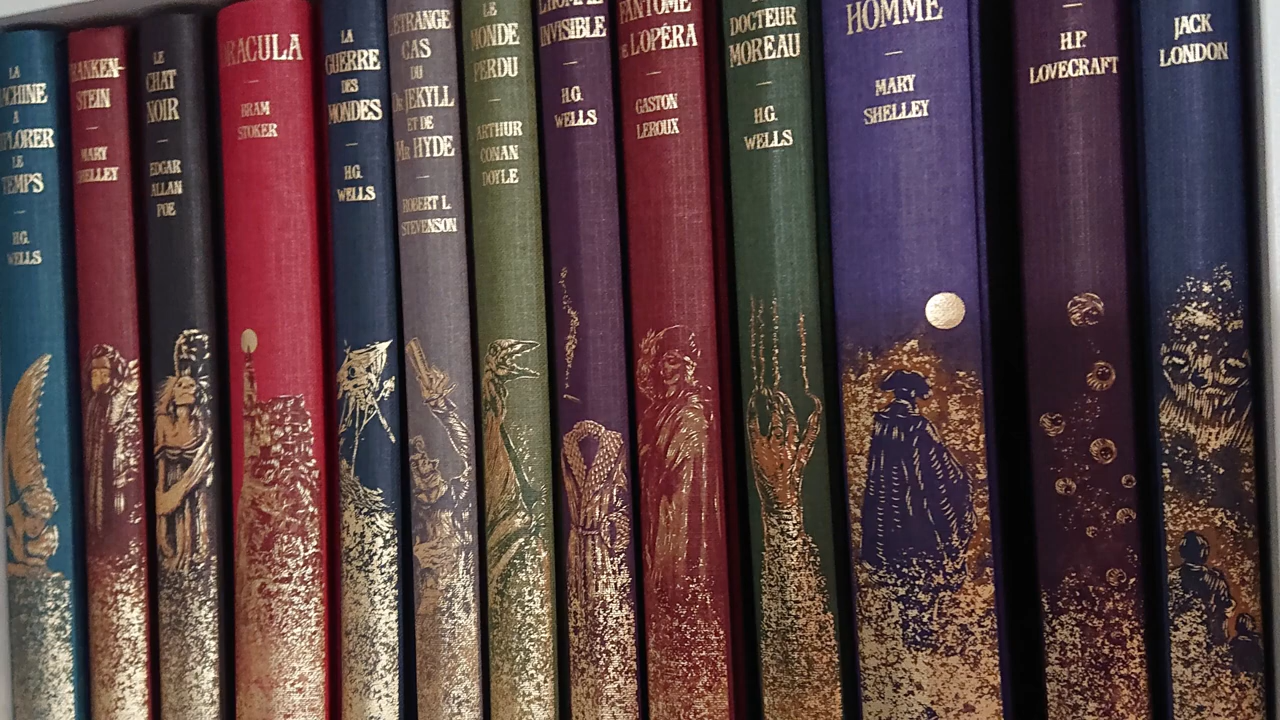 LA
MACHINE
À
EXPLORER
LE
TEMPS
H.G.
WELLS
FRANKEN-
STEIN
MARY
SHELLEY
LE
CHAT
NOIR
EDGAR
ALLAN
POE
DRACULA
BRAM
STOKER
LA
GUERRE
DES
MONDES
H.G.
WELLS
L'ÉTRANGE
CAS
DU
Dr JEKYLL
ET DE
Mr HYDE
ROBERT L.
STEVENSON
LE
MONDE
PERDU
ARTHUR
CONAN
DOYLE
L'HOMME
INVISIBLE
H.G.
WELLS
FANTÔME
DE L'OPÉRA
GASTON
LEROUX
DOCTEUR
MOREAU
H.G.
WELLS
HOMME
MARY
SHELLEY
H.P.
LOVECRAFT
JACK
LONDON